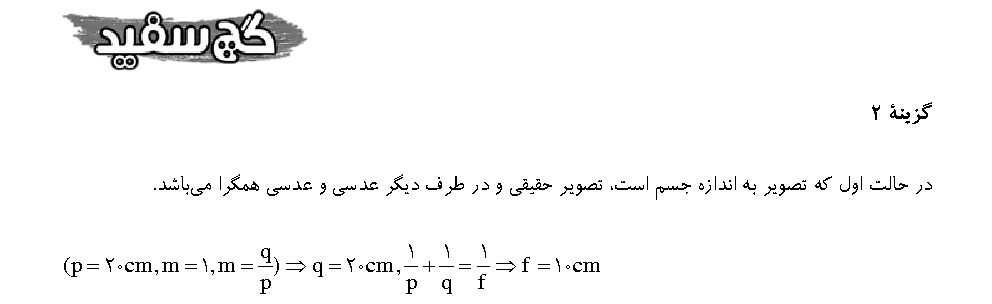 گچ سفید
گزینهٔ ۲
در حالت اول که تصویر به اندازه جسم است، تصویر حقیقی و در طرف دیگر عدسی و عدسی همگرا می‌باشد.
(p = ۲۰cm, m = ۱, m = q/p) ⇒ q = ۲۰cm, ۱/p + ۱/q = ۱/f ⇒ f = ۱۰cm